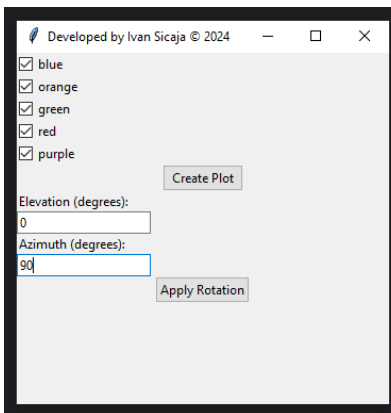 Developed by Ivan Sicaja © 2024
blue
orange
green
red
purple
Create Plot
Elevation (degrees):
0
Azimuth (degrees):
90
Apply Rotation